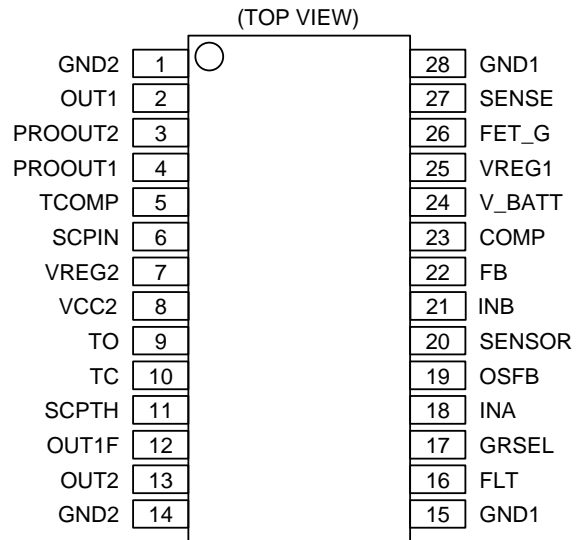 (TOP VIEW)
GND2 1 28 GND1
OUT1 2 27 SENSE
PROOUT2 3 26 FET_G
PROOUT1 4 25 VREG1
TCOMP 5 24 V_BATT
SCPIN 6 23 COMP
VREG2 7 22 FB
VCC2 8 21 INB
TO 9 20 SENSOR
TC 10 19 OSFB
SCPTH 11 18 INA
OUT1F 12 17 GRSEL
OUT2 13 16 FLT
GND2 14 15 GND1